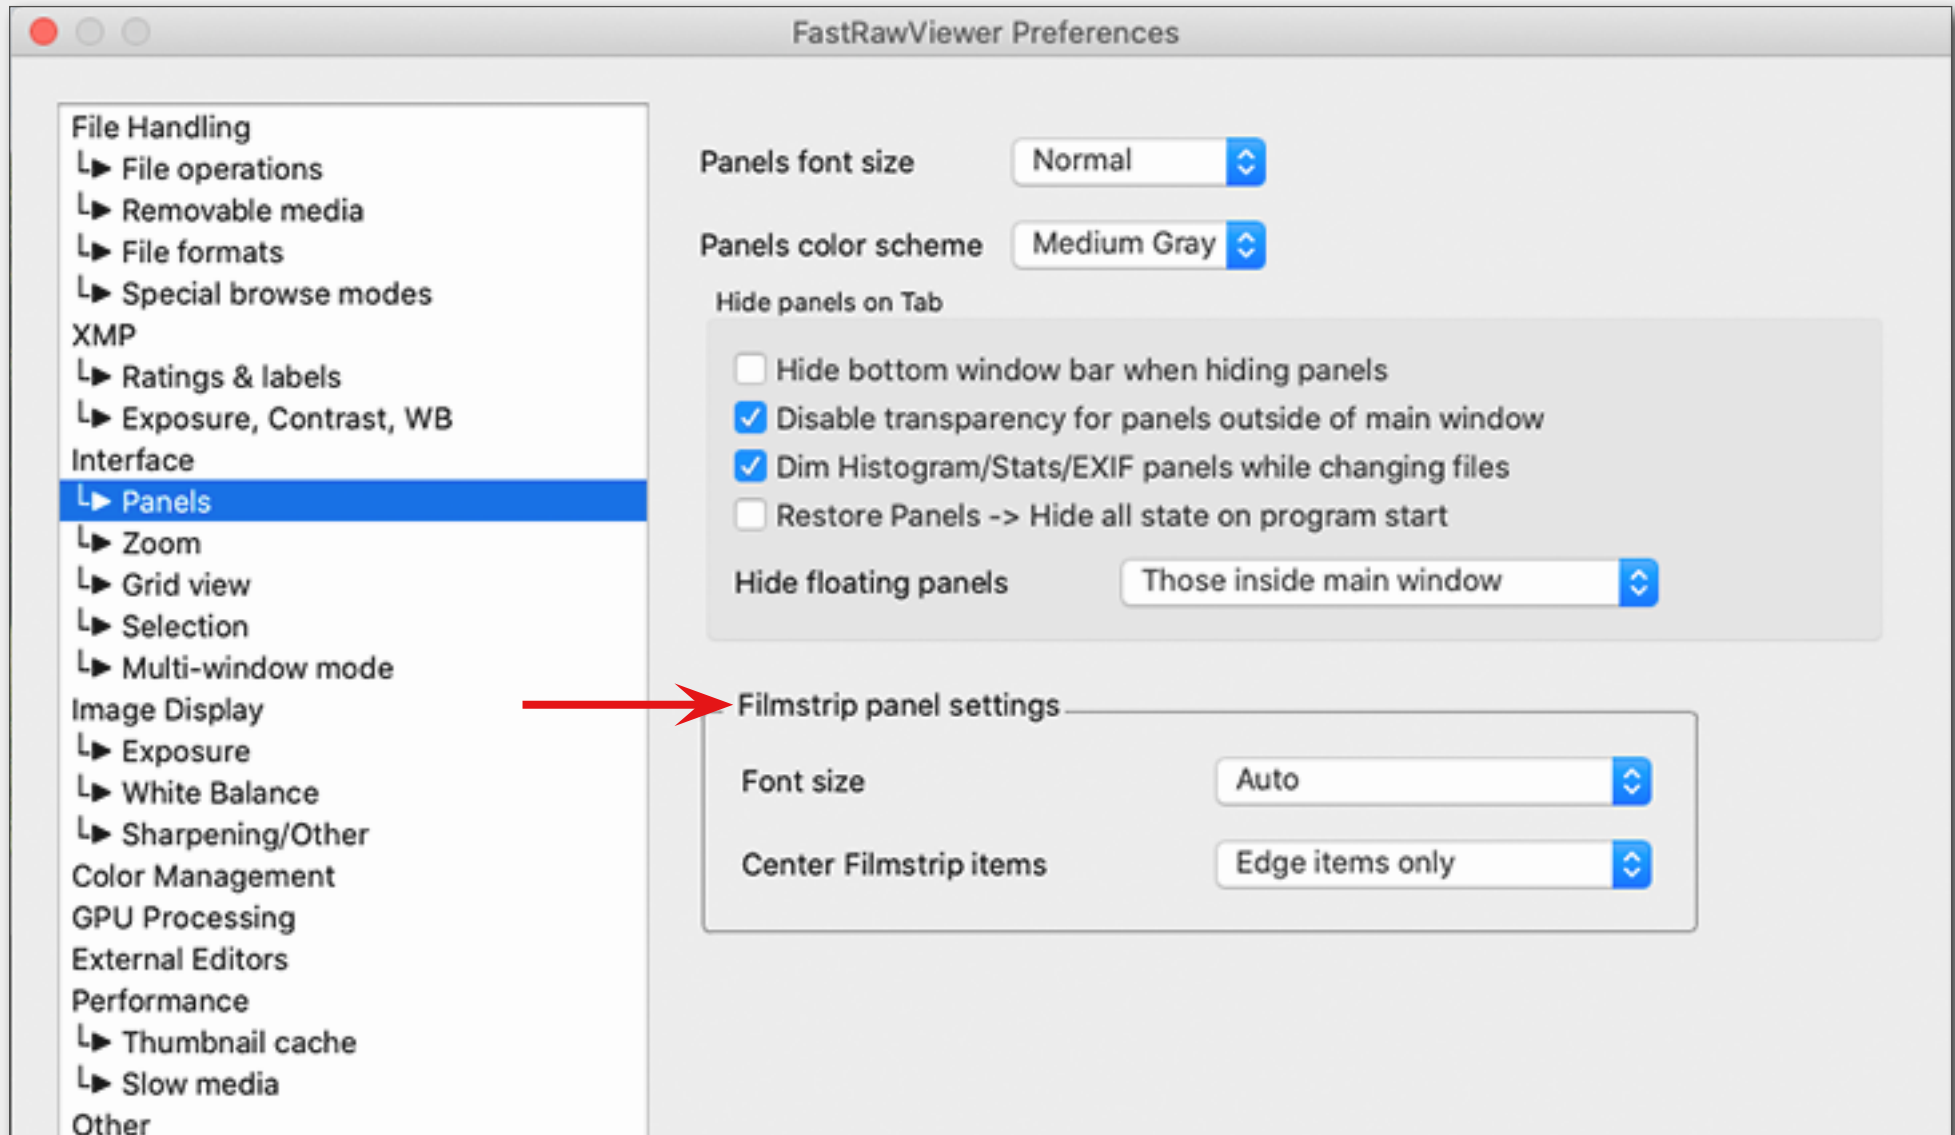 FastRawViewer Preferences
File Handling
File operations
Removable media
File formats
Special browse modes
XMP
Ratings & labels
Exposure, Contrast, WB
Interface
Panels
Zoom
Grid view
Selection
Multi-window mode
Image Display
Exposure
White Balance
Sharpening/Other
Color Management
GPU Processing
External Editors
Performance
Thumbnail cache
Slow media
Other
Panels font size Normal
Panels color scheme Medium Gray
Hide panels on Tab
Hide bottom window bar when hiding panels
Disable transparency for panels outside of main window
Dim Histogram/Stats/EXIF panels while changing files
Restore Panels -> Hide all state on program start
Hide floating panels Those inside main window
Filmstrip panel settings
Font size Auto
Center Filmstrip items Edge items only